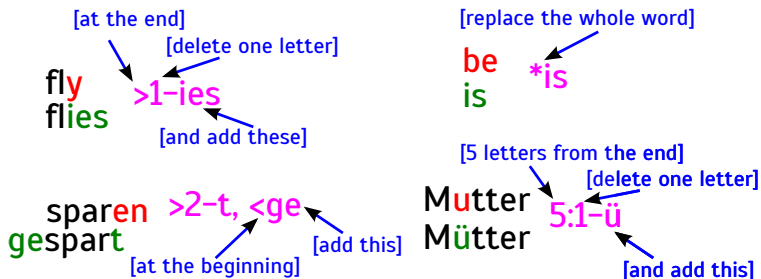 [at the end]
[delete one letter]
fly
flies
>1-ies
[and add these]
[replace the whole word]
be
is
*is
sparen
gespart
>2-t, <ge
[at the beginning]
[add this]
[5 letters from the end]
[delete one letter]
Mutter
Mütter
5:1-ü
[and add this]